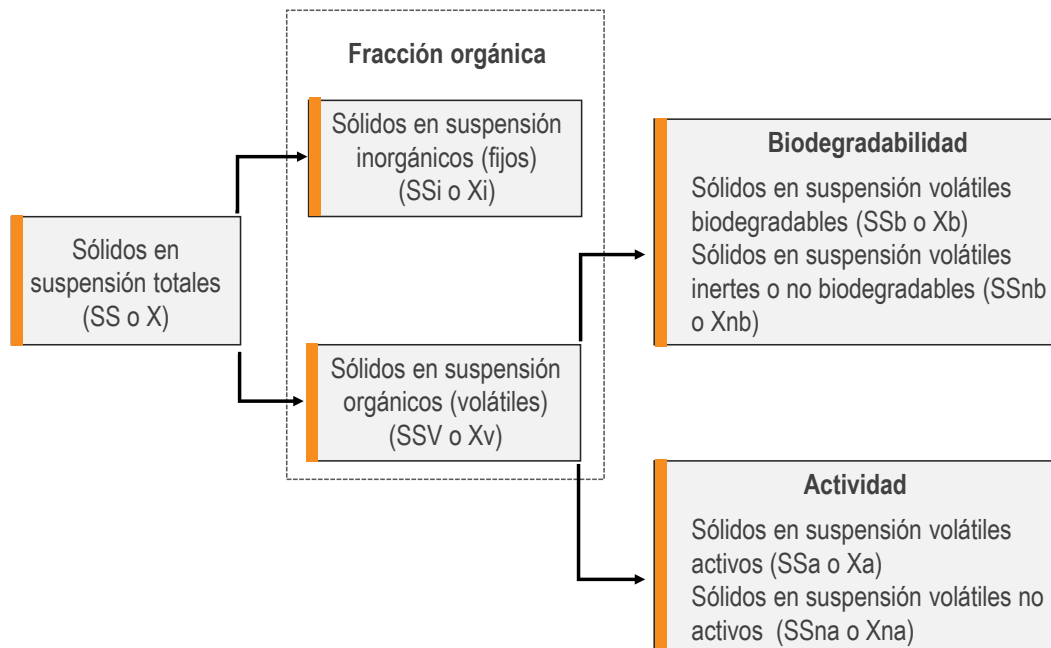 Fracción orgánica
Sólidos en suspensión
inorgánicos (fijos)
(SSi o Xi)
Sólidos en
suspensión totales
(SS o X)
Sólidos en suspensión
orgánicos (volátiles)
(SSV o Xv)
Biodegradabilidad
Sólidos en suspensión volátiles
biodegradables (SSb o Xb)
Sólidos en suspensión volátiles
inertes o no biodegradables (SSnb
o Xnb)
Actividad
Sólidos en suspensión volátiles
activos (SSa o Xa)
Sólidos en suspensión volátiles no
activos (SSna o Xna)